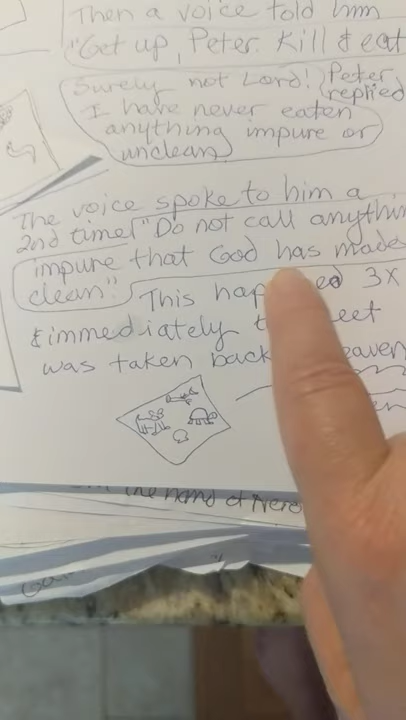 Then a voice told him
"Get up, Peter. Kill & eat
Surely not Lord! Peter
replied
I have never eaten
anything impure or
unclean
The voice spoke to him a
2nd time! "Do not call anythin
impure that God has made
clean". This hap ed 3x
& immediately t eet
was taken back eaven
the hand of